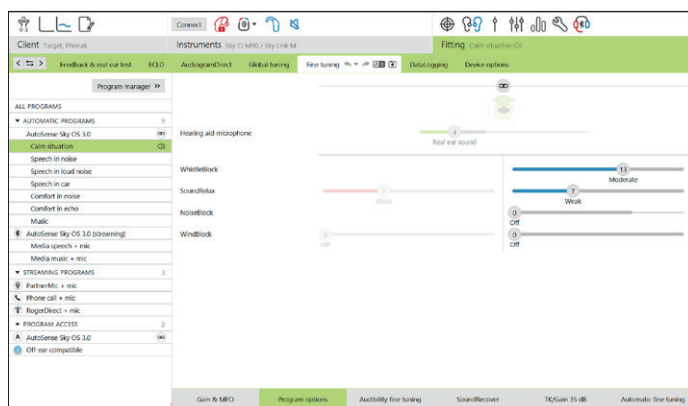 Connect
Client Target, Phonak
Instruments Sky CI M90 / Sky Link M
Fitting Calm situation
Feedback & real ear test
ECLD
AudiogramDirect
Global tuning
Fine tuning
DataLogging
Device options
Program manager >>
ALL PROGRAMS
AUTOMATIC PROGRAMS 9
AutoSense Sky OS 3.0
Calm situation
Speech in noise
Speech in loud noise
Speech in car
Comfort in noise
Comfort in echo
Music
AutoSense Sky OS 3.0 (streaming)
Media speech + mic
Media music + mic
STREAMING PROGRAMS 3
PartnerMic + mic
Phone call + mic
RogerDirect + mic
PROGRAM ACCESS 2
A AutoSense Sky OS 3.0
Off-ear compatible
Hearing aid microphone
4
Real ear sound
WhistleBlock
13
Moderate
SoundRelax
7
Weak
7
Weak
NoiseBlock
0
Off
WindBlock
0
Off
0
Off
Gain & MPO
Program options
Audibility fine tuning
SoundRecover
TK/Gain 35 dB
Automatic fine tuning